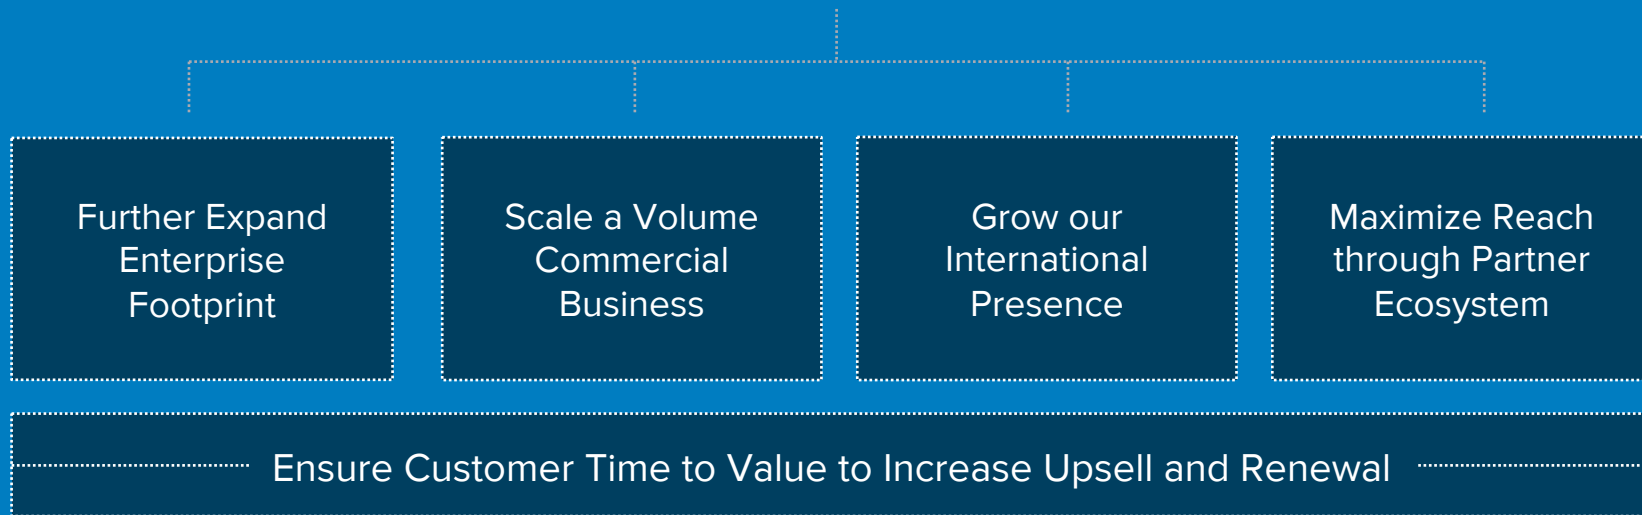 Further Expand
Enterprise
Footprint
Scale a Volume
Commercial
Business
Grow our
International
Presence
Maximize Reach
through Partner
Ecosystem
Ensure Customer Time to Value to Increase Upsell and Renewal